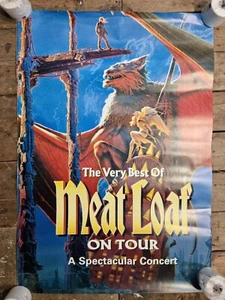 The Very Best Of
Meat Loaf
ON TOUR
A Spectacular Concert